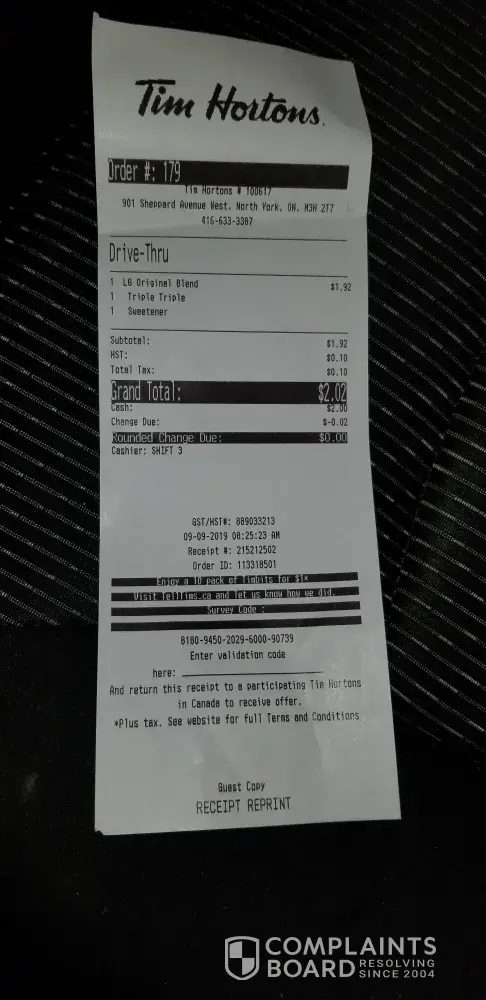 Tim Hortons.
Order #: 179
Tim Hortons # 100617
901 Sheppard Avenue West, North York, ON, M3H 2T7
416-633-3387
Drive-Thru
1 LG Original Blend $1.92
1 Triple Triple
1 Sweetener
Subtotal: $1.92
HST: $0.10
Total Tax: $0.10
Grand Total: $2.02
Cash: $2.00
Change Due: $-0.02
Rounded Change Due: $0.00
Cashier: SHIFT 3
GST/HST#: 889033213
09-09-2019 08:25:23 AM
Receipt #: 215212502
Order ID: 113318501
Enjoy a 10 pack of Timbits for $1*
Visit TellTims.ca and let us know how we did.
Survey Code :
8180-9450-2029-6000-90739
Enter validation code
here:
And return this receipt to a participating Tim Hortons
in Canada to receive offer.
*Plus tax. See website for full Terms and Conditions
Guest Copy
RECEIPT REPRINT
COMPLAINTS
BOARD RESOLVING
SINCE 2004